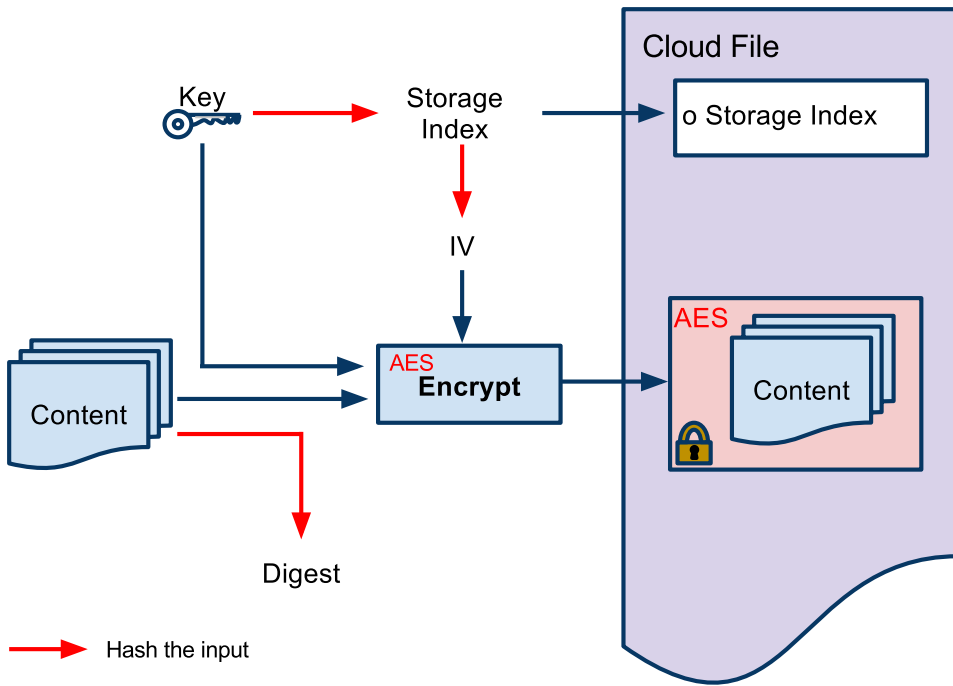 Cloud File
Key
Storage
Index
o Storage Index
IV
AES
Encrypt
AES
Content
Content
Digest
Hash the input